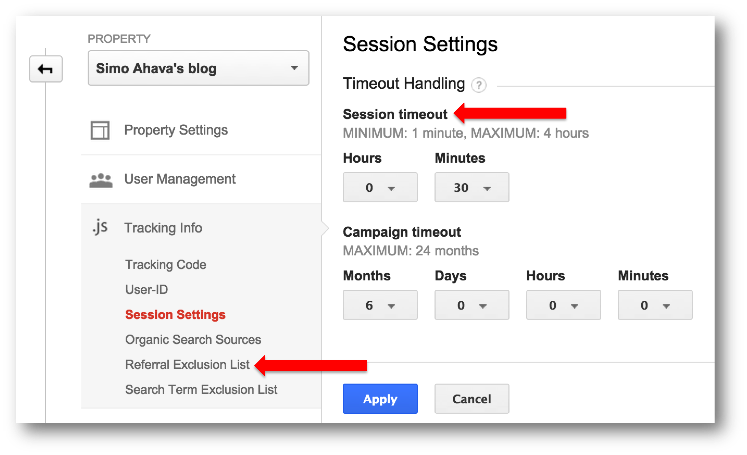 PROPERTY
Simo Ahava's blog
Property Settings
User Management
.js Tracking Info
Tracking Code
User-ID
Session Settings
Organic Search Sources
Referral Exclusion List
Search Term Exclusion List
Session Settings
Timeout Handling ?
Session timeout
MINIMUM: 1 minute, MAXIMUM: 4 hours
Hours Minutes
0 30
Campaign timeout
MAXIMUM: 24 months
Months Days Hours Minutes
6 0 0 0
Apply Cancel